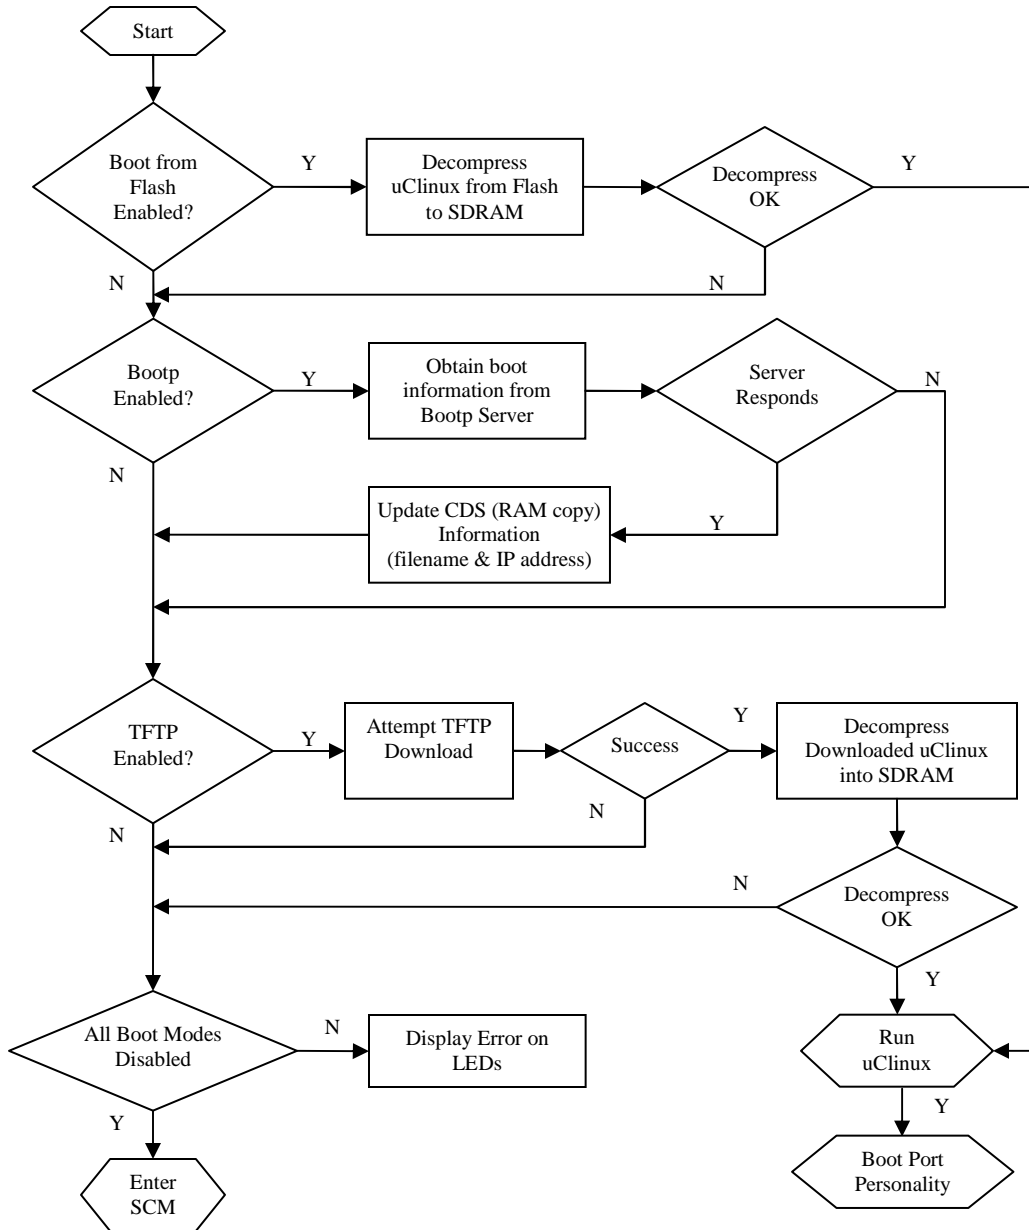 Start
Boot from
Flash
Enabled?
Y
Decompress
uClinux from Flash
to SDRAM
Decompress
OK
Y
N
N
Bootp
Enabled?
Y
Obtain boot
information from
Bootp Server
Server
Responds
N
N
Update CDS (RAM copy)
Information
(filename & IP address)
Y
TFTP
Enabled?
Y
Attempt TFTP
Download
Success
Y
Decompress
Downloaded uClinux
into SDRAM
N
N
N
Decompress
OK
Y
All Boot Modes
Disabled
N
Display Error on
LEDs
Run
uClinux
Y
Y
Enter
SCM
Boot Port
Personality